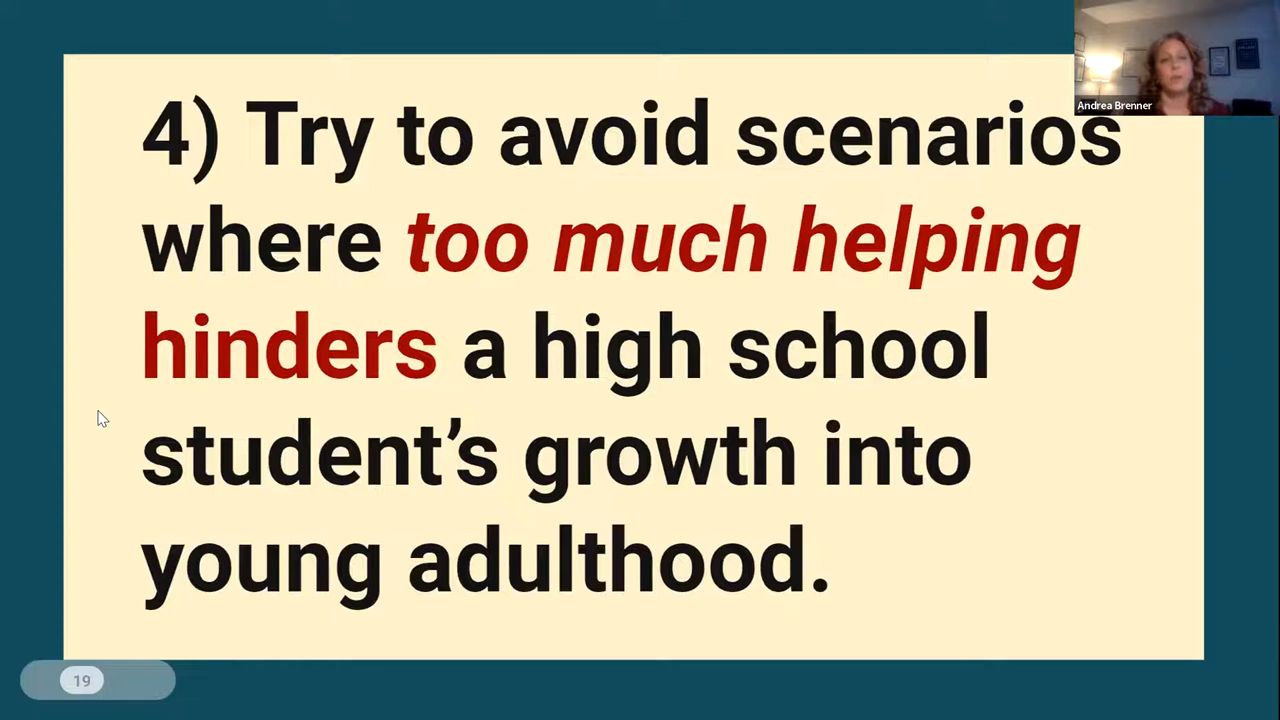 Andrea Brenner
4) Try to avoid scenarios
where too much helping
hinders a high school
student’s growth into
young adulthood.
19